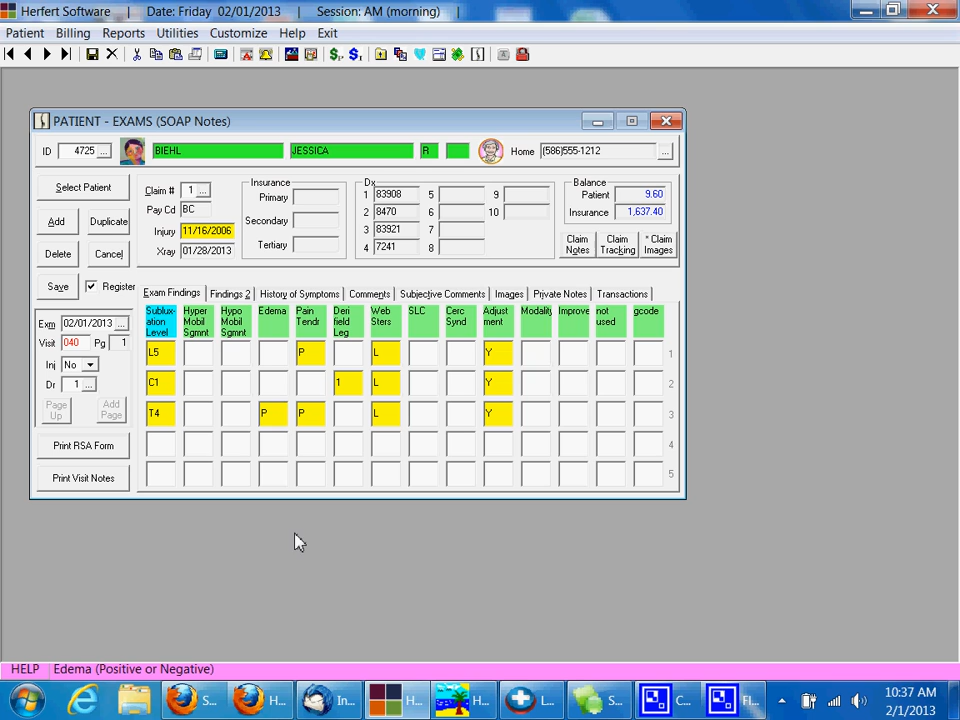 Herfert Software | Date: Friday 02/01/2013 | Session: AM (morning) |
Patient Billing Reports Utilities Customize Help Exit
PATIENT - EXAMS (SOAP Notes)
ID 4725 ... BIEHL JESSICA R Home (586)555-1212 ...
Select Patient
Add Duplicate
Delete Cancel
Save Register
Claim # 1 ...
Pay Cd BC
Injury 11/16/2006
Xray 01/28/2013
Insurance
Primary
Secondary
Tertiary
Dx
1 83908 5 9
2 8470 6 10
3 83921 7
4 7241 8
Balance
Patient 9.60
Insurance 1,637.40
Claim Notes Claim Tracking * Claim Images
Exam Findings Findings 2 History of Symptoms Comments Subjective Comments Images Private Notes Transactions
Exm 02/01/2013 ...
Visit 040 Pg 1
Inj No
Dr 1 ...
Page Up Add Page
Print RSA Form
Print Visit Notes
Sublux-ation Level Hyper Mobil Sgmnt Hypo Mobil Sgmnt Edema Pain Tendr Deri field Leg Web Sters SLC Cerc Synd Adjust ment Modality Improve not used gcode
L5 P L Y 1
C1 1 L Y 2
T4 P P L Y 3
4
5
HELP Edema (Positive or Negative)
S... H... In... H... H... L... S... C... Fl... 10:37 AM
2/1/2013